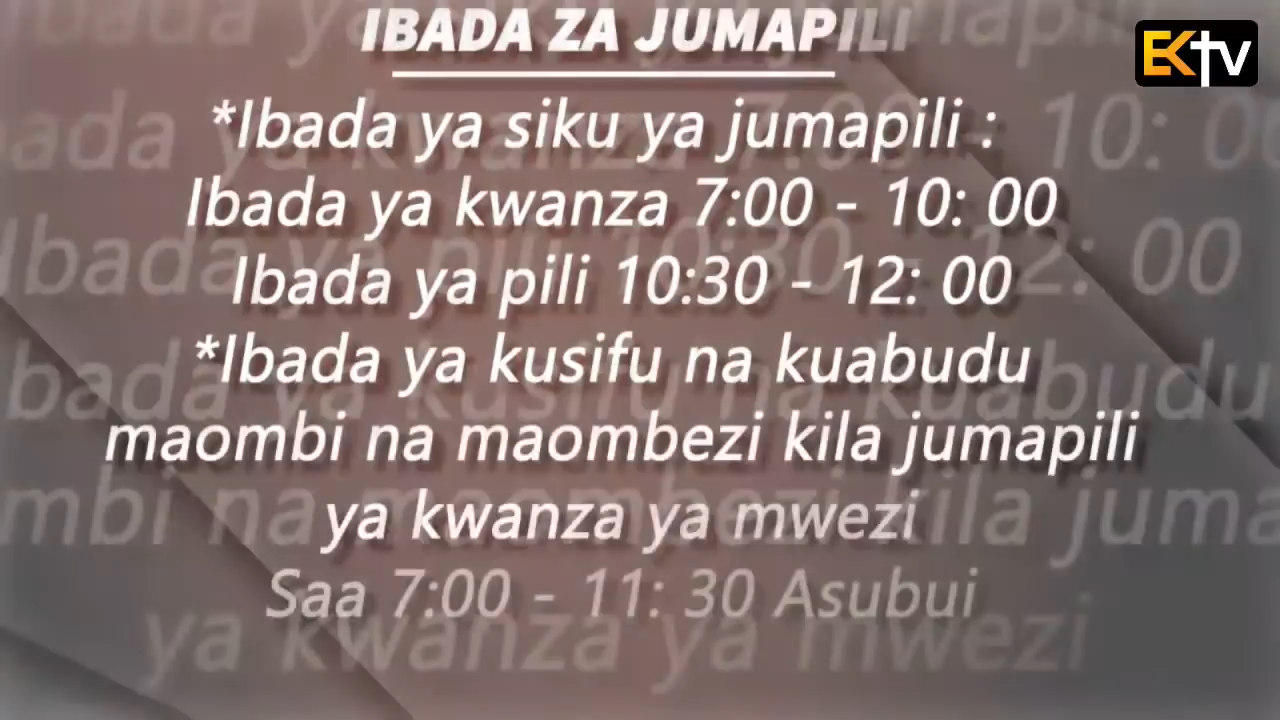 IBADA ZA JUMAPILI
EKTV
*Ibada ya siku ya jumapili :
Ibada ya kwanza 7:00 - 10: 00
Ibada ya pili 10:30 - 12: 00
*Ibada ya kusifu na kuabudu
maombi na maombezi kila jumapili
ya kwanza ya mwezi
Saa 7:00 - 11: 30 Asubui